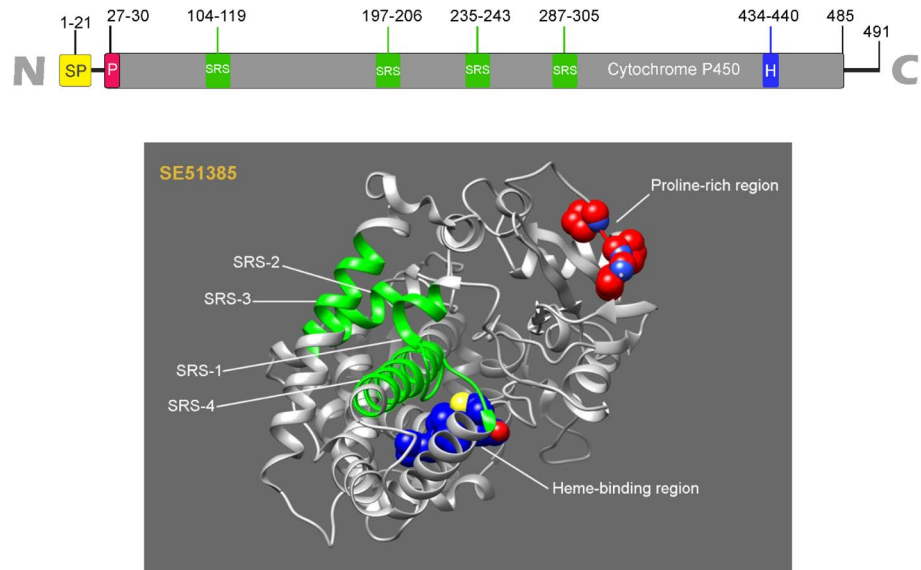 1-21 27-30 104-119 197-206 235-243 287-305 434-440 485 491
N SP P SRS SRS SRS SRS Cytochrome P450 H C
SE51385
Proline-rich region
SRS-2
SRS-3
SRS-1
SRS-4
Heme-binding region